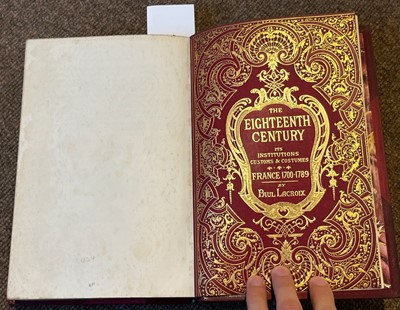 THE
EIGHTEENTH
CENTURY
ITS
INSTITUTIONS
CUSTOMS & COSTUMES
FRANCE 1700-1789
BY
PAUL LACROIX